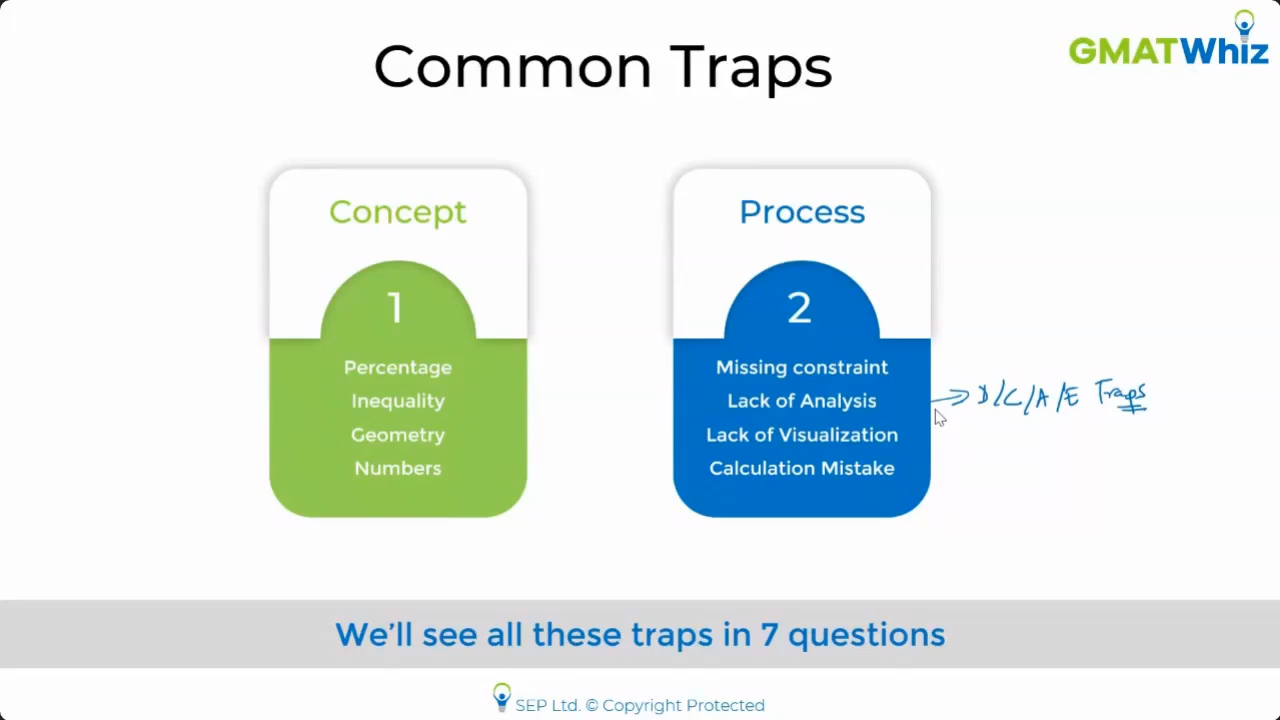 Common Traps
GMATWhiz
Concept
1
Percentage
Inequality
Geometry
Numbers
Process
2
Missing constraint
Lack of Analysis
Lack of Visualization
Calculation Mistake
D/C/A/E Traps
We'll see all these traps in 7 questions
SEP Ltd. © Copyright Protected